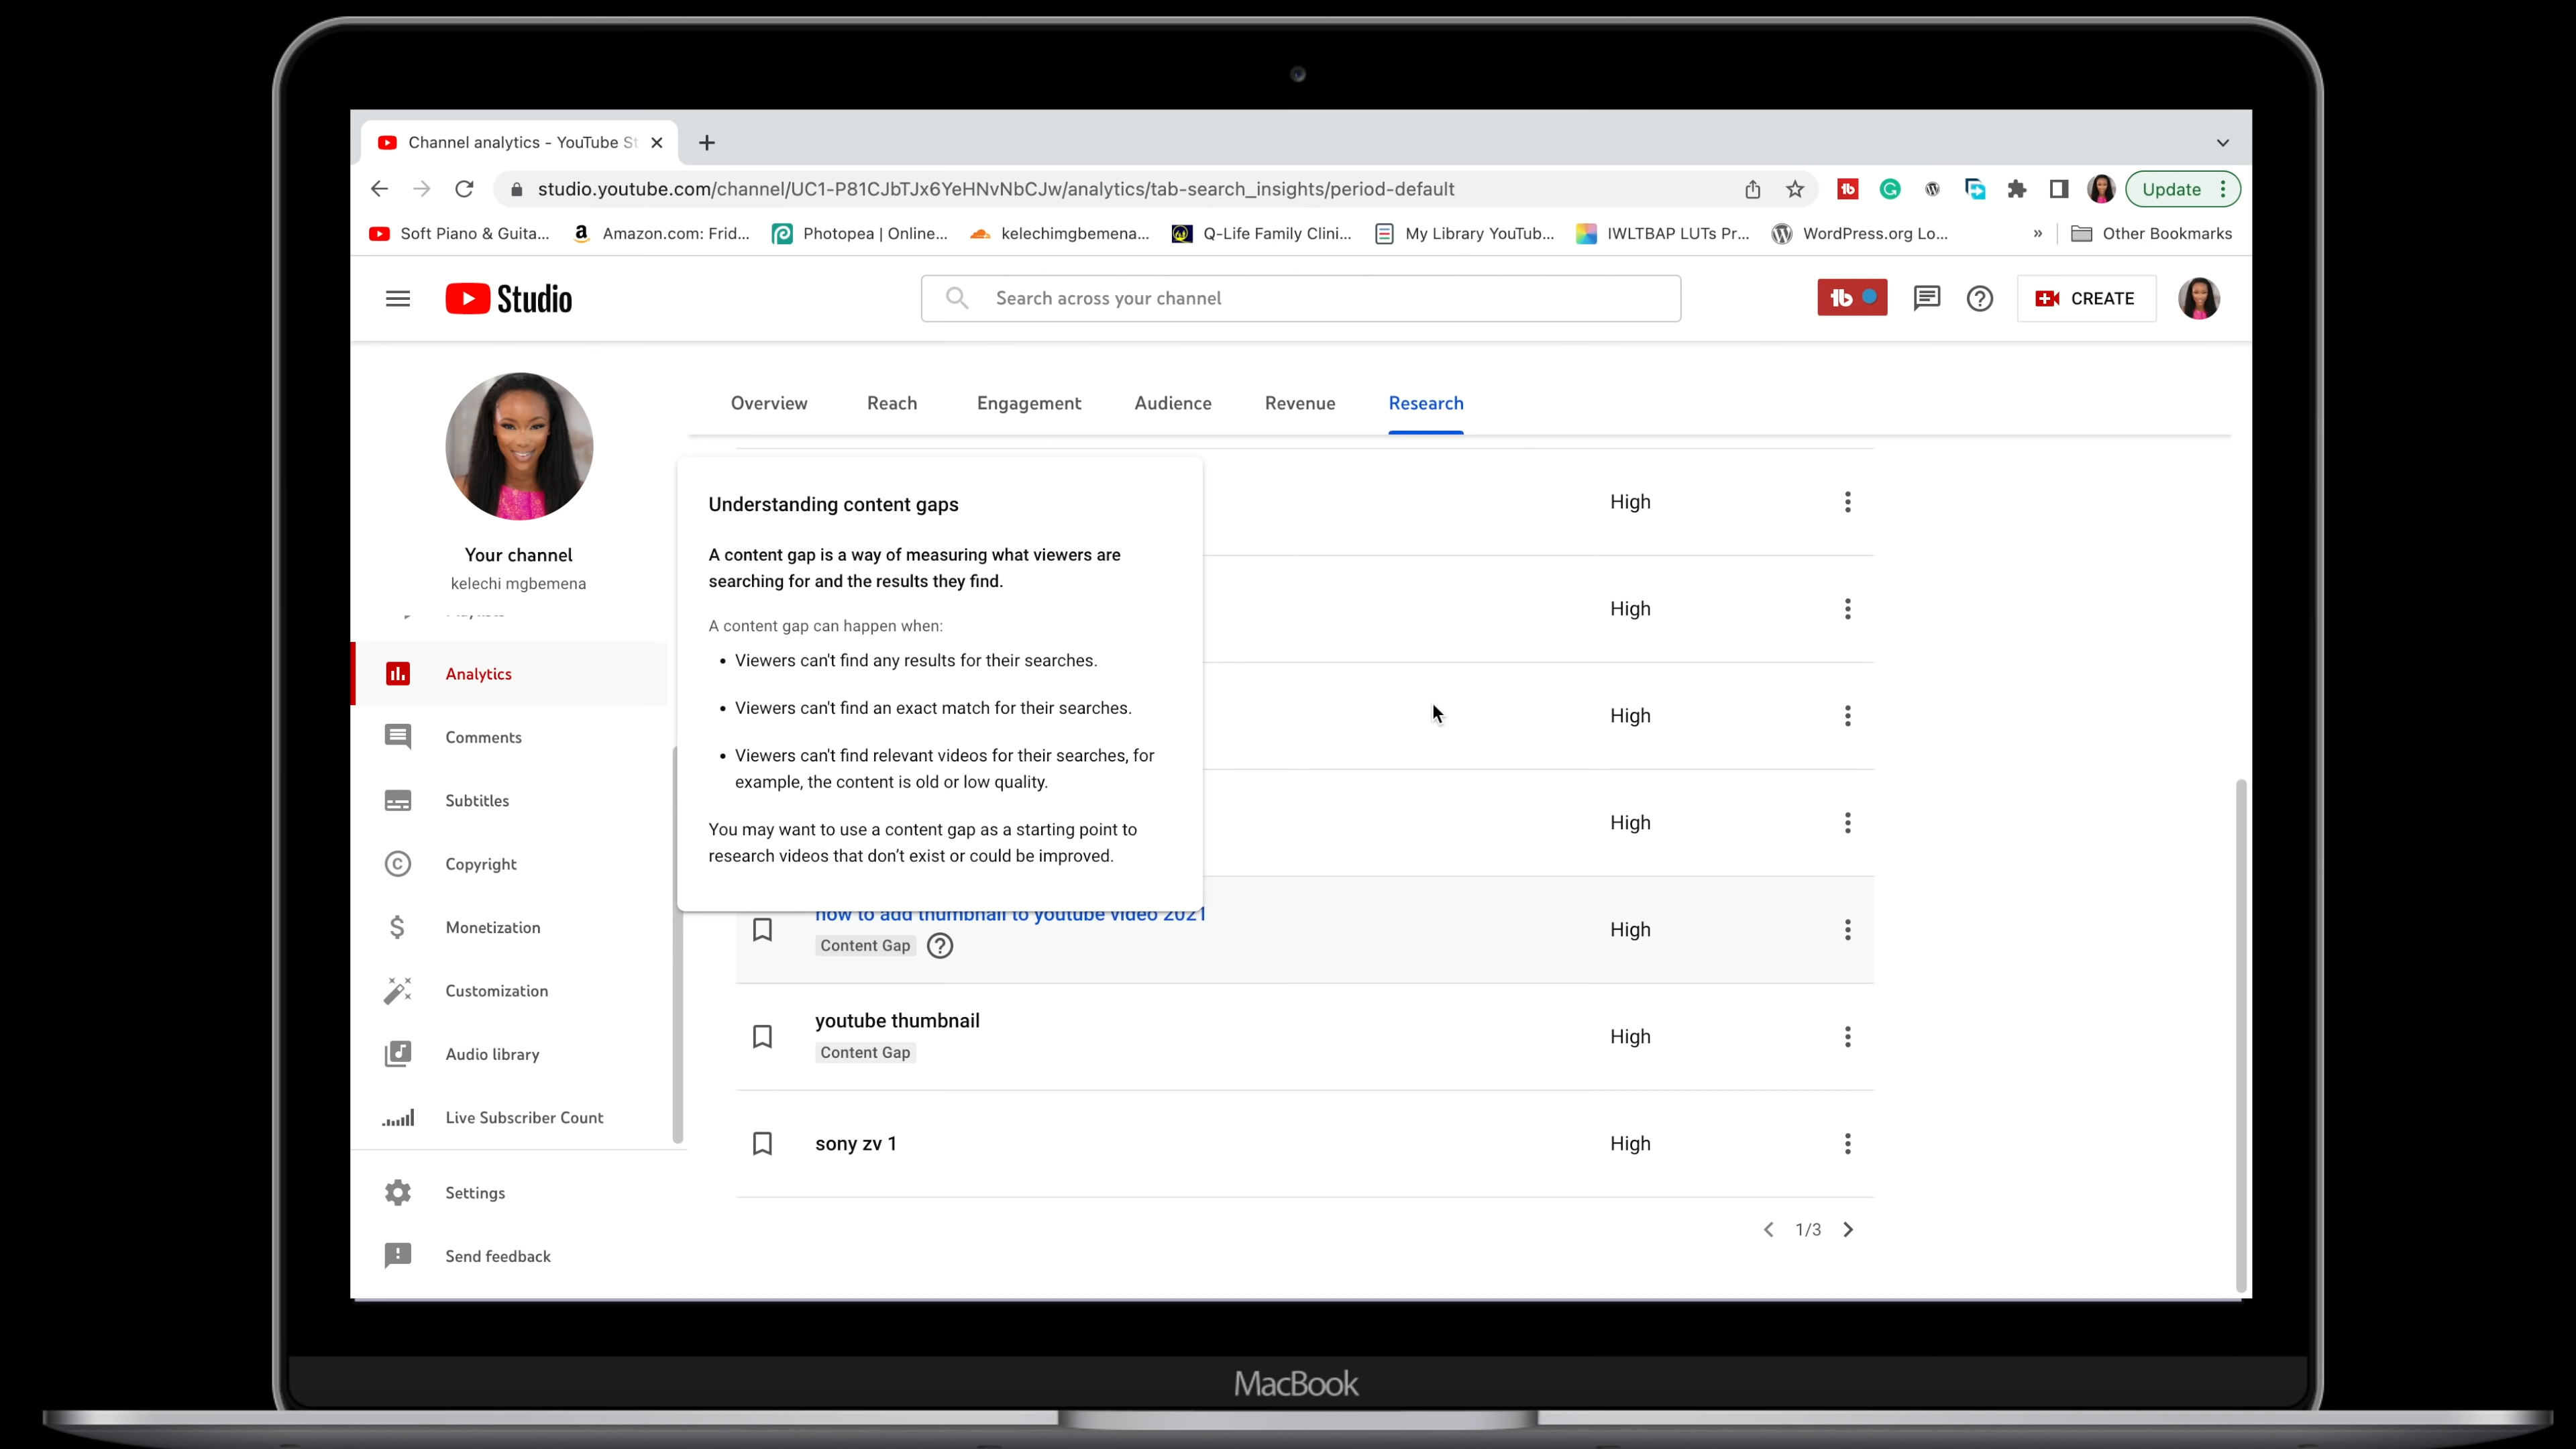 Channel analytics - YouTube St
studio.youtube.com/channel/UC1-P81CJbTJx6YeHNvNbCJw/analytics/tab-search_insights/period-default
Update
Soft Piano & Guita...
Amazon.com: Frid...
Photopea | Online...
kelechimgbemena...
Q-Life Family Clini...
My Library YouTub...
IWLTBAP LUTs Pr...
WordPress.org Lo...
»
Other Bookmarks
Studio
Search across your channel
CREATE
Your channel
kelechi mgbemena
Analytics
Comments
Subtitles
Copyright
Monetization
Customization
Audio library
Live Subscriber Count
Settings
Send feedback
Overview
Reach
Engagement
Audience
Revenue
Research
Understanding content gaps
A content gap is a way of measuring what viewers are
searching for and the results they find.
A content gap can happen when:
• Viewers can't find any results for their searches.
• Viewers can't find an exact match for their searches.
• Viewers can't find relevant videos for their searches, for
example, the content is old or low quality.
You may want to use a content gap as a starting point to
research videos that don’t exist or could be improved.
High
High
High
High
how to add thumbnail to youtube video 2021
Content Gap
High
youtube thumbnail
Content Gap
High
sony zv 1
High
1/3
MacBook